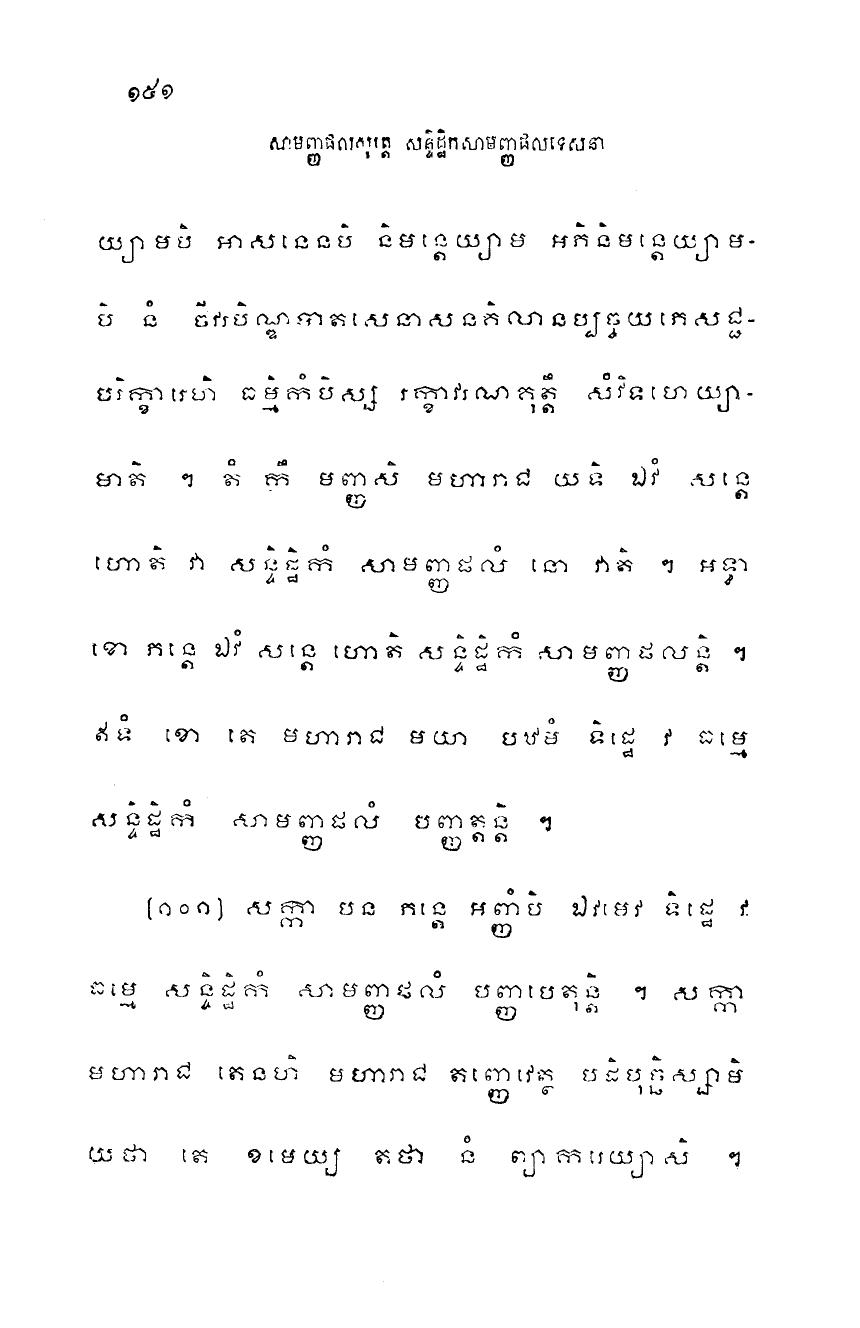 ១៥១
សាមញ្ញផលសុត្តេ សន្ទិដ្ឋិកសាមញ្ញផលទេសនា
យ្យាមបិ អាសនេនបិ និមន្តេយ្យាម អភិនិមន្តេយ្យាម-
បិ នំ ចីវរបិណ្ឌបាតសេនាសនគិលានប្បច្ចយភេសជ្ជ-
បរិក្ខារេហិ ធម្មិកំបិស្ស រក្ខាវរណគុត្តឹ សំវិទហេយ្យា-
មាតិ ។ តំ កឹ មញ្ញសិ មហារាជ យទិ ឯវំ សន្តេ
ហោតិ វា សន្ទិដ្ឋិកំ សាមញ្ញផលំ នោ វាតិ ។ អទ្ធា
ខោ ភន្តេ ឯវំ សន្តេ ហោតិ សន្ទិដ្ឋិកំ សាមញ្ញផលន្តិ ។
ឥទំ ខោ តេ មហារាជ មយា បឋមំ ទិដ្ឋេ វ ធម្មេ
សន្ទិដ្ឋិកំ សាមញ្ញផលំ បញ្ញត្តន្តិ ។
[១០១] សក្កា បន ភន្តេ អញ្ញំបិ ឯវមេវ ទិដ្ឋេ វ
ធម្មេ សន្ទិដ្ឋិកំ សាមញ្ញផលំ បញ្ញបេតុន្តិ ។ សក្កា
មហារាជ តេនហិ មហារាជ តញ្ញេវេត្ថ បដិបុច្ឆិស្សាមិ
យថា តេ ខមេយ្យ តថា នំ ព្យាករេយ្យាសិ ។